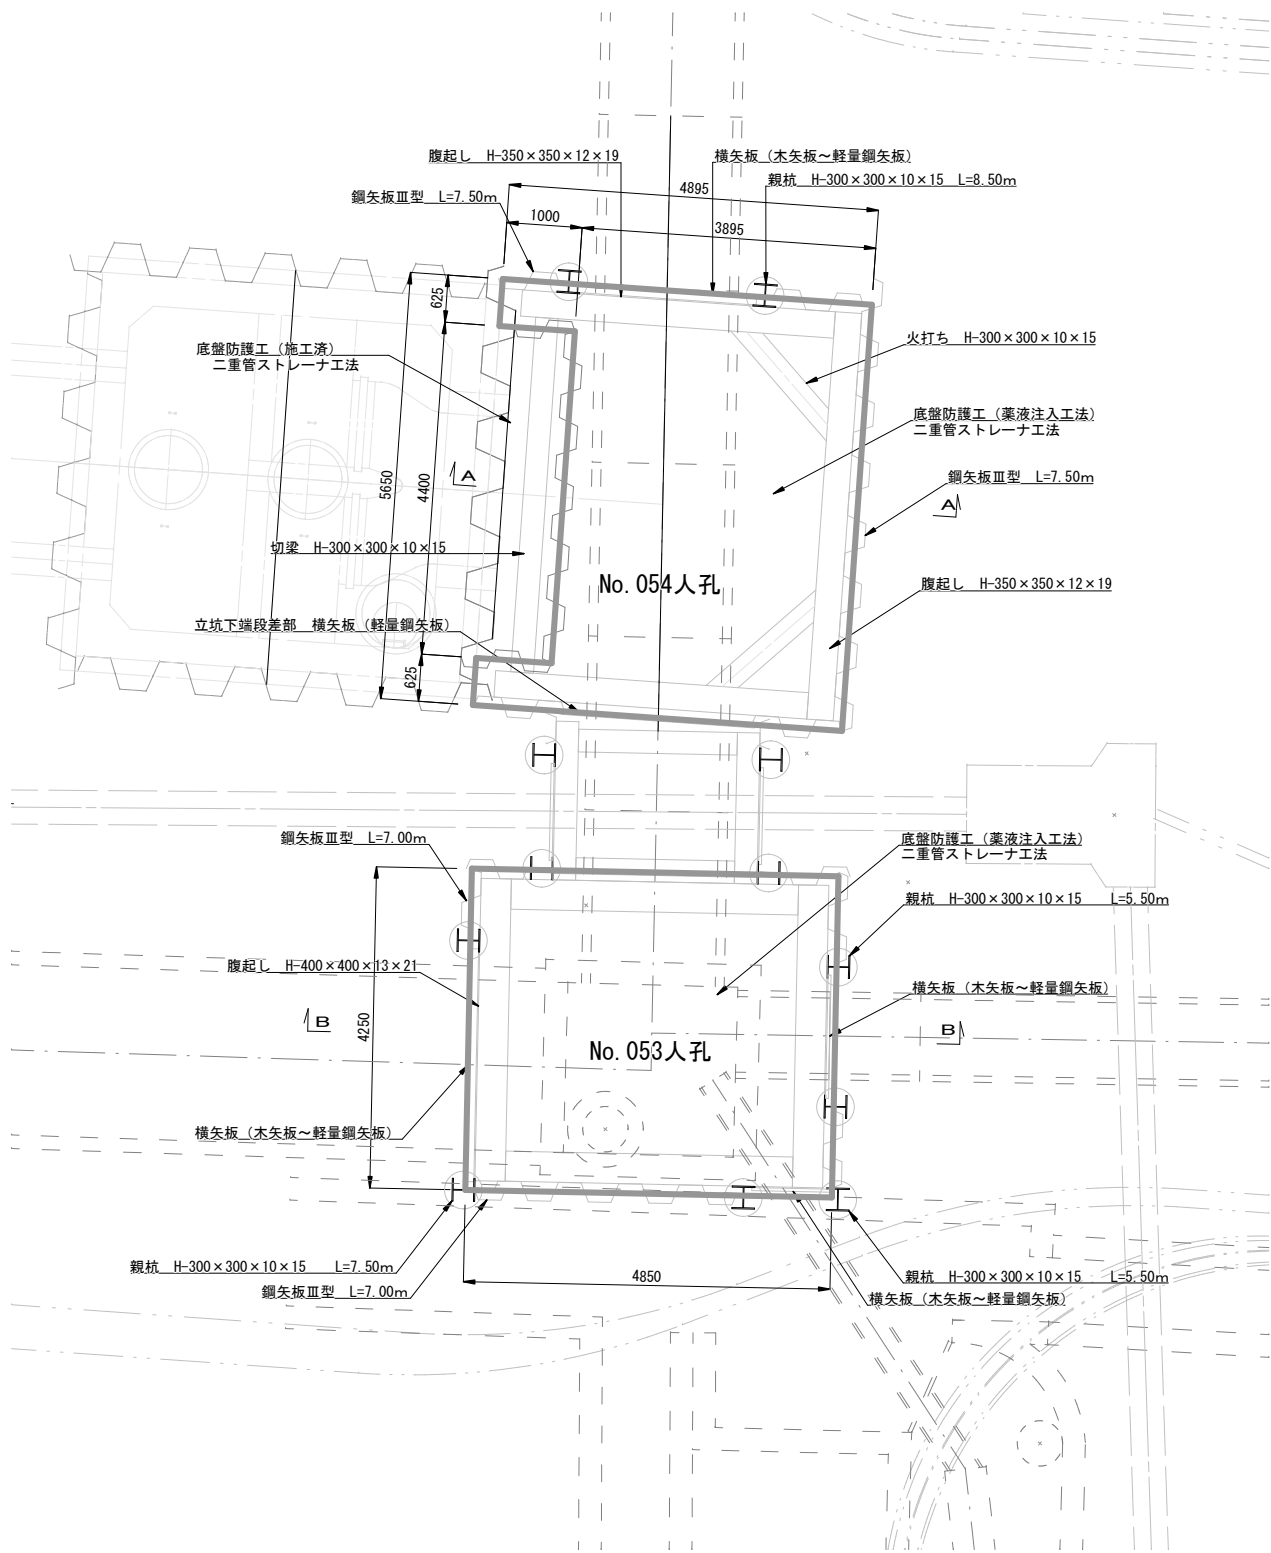 腹起し H-350×350×12×19
横矢板（木矢板～軽量鋼矢板）
親杭 H-300×300×10×15 L=8.50m
鋼矢板Ⅲ型 L=7.50m
4895
1000
3895
625
火打ち H-300×300×10×15
底盤防護工（施工済）
二重管ストレーナ工法
底盤防護工（薬液注入工法）
二重管ストレーナ工法
A
鋼矢板Ⅲ型 L=7.50m
A
5650
4400
切梁 H-300×300×10×15
No.054人孔
腹起し H-350×350×12×19
立坑下端段差部 横矢板（軽量鋼矢板）
625
鋼矢板Ⅲ型 L=7.00m
底盤防護工（薬液注入工法）
二重管ストレーナ工法
親杭 H-300×300×10×15 L=5.50m
腹起し H-400×400×13×21
横矢板（木矢板～軽量鋼矢板）
B
4250
B
No.053人孔
横矢板（木矢板～軽量鋼矢板）
親杭 H-300×300×10×15 L=7.50m
4850
親杭 H-300×300×10×15 L=5.50m
鋼矢板Ⅲ型 L=7.00m
横矢板（木矢板～軽量鋼矢板）